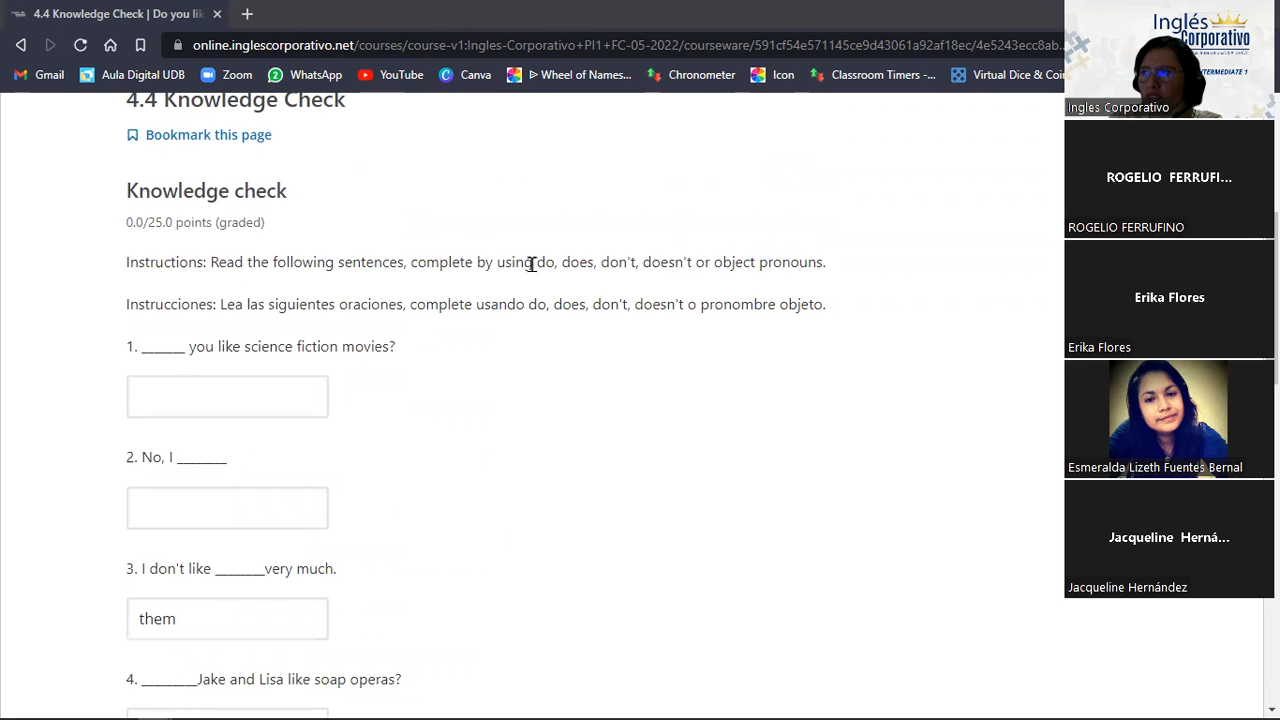 4.4 Knowledge Check | Do you lik
online.inglescorporativo.net/courses/course-v1:Ingles-Corporativo+PI1+FC-05-2022/courseware/591cf54e571145ce9d43061a92af18ec/4e5243ecc8ab...
Gmail Aula Digital UDB Zoom WhatsApp YouTube Canva ▷ Wheel of Names... Chronometer Icon Classroom Timers -... Virtual Dice & Coi
Inglés
Corporativo
INTERMEDIATE 1
Ingles Corporativo
4.4 Knowledge Check
Bookmark this page
Knowledge check
0.0/25.0 points (graded)
Instructions: Read the following sentences, complete by using do, does, don't, doesn't or object pronouns.
Instrucciones: Lea las siguientes oraciones, complete usando do, does, don't, doesn't o pronombre objeto.
1. _______ you like science fiction movies?
2. No, I ________
3. I don't like ________very much.
them
4. _________Jake and Lisa like soap operas?
ROGELIO FERRUFI...
ROGELIO FERRUFINO
Erika Flores
Erika Flores
Esmeralda Lizeth Fuentes Bernal
Jacqueline Herná...
Jacqueline Hernández